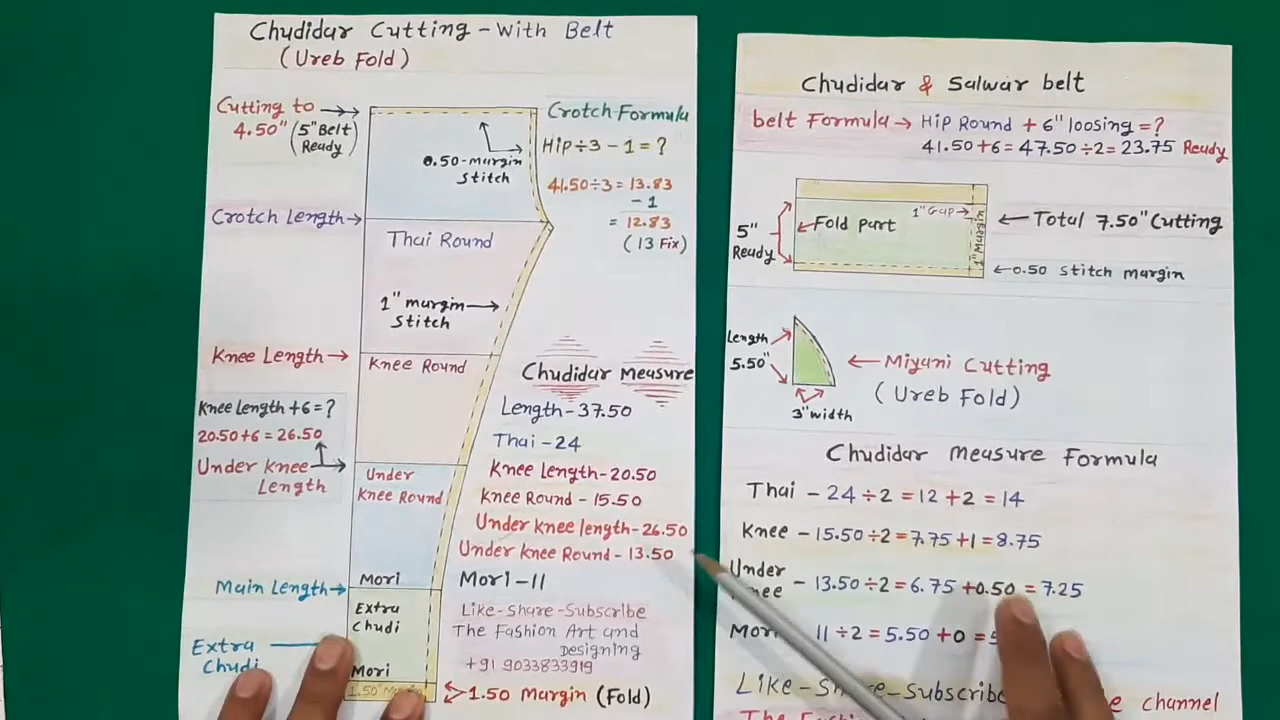 Chudidar Cutting - With Belt
(Ureb Fold)
Cutting to
4.50" (5" Belt Ready)
0.50-margin
Stitch
Crotch Formula
Hip÷3-1=?
41.50÷3=13.83
-1
=12.83
(13 Fix)
Crotch Length
Thai Round
1" margin
Stitch
Knee Length
Knee Round
Knee Length+6=?
20.50+6=26.50
Under Knee
Length
Under
Knee Round
Chudidar Measure
Length-37.50
Thai-24
Knee Length-20.50
Knee Round-15.50
Under knee length-26.50
Under Knee Round-13.50
Mori-11
Main Length
Mori
Extra
Chudi
Extra
Chudi
Mori
1.50" Margin
1.50 Margin (Fold)
Like-Share-Subscribe
The Fashion Art and
Designing
+91 9033833919
Chudidar & Salwar belt
belt Formula → Hip Round + 6" loosing=?
41.50+6=47.50÷2=23.75 Ready
5"
Ready
Fold part
1" Gap
1" Margin
Total 7.50" Cutting
0.50 Stitch margin
Length
5.50"
3" width
Miyani Cutting
(Ureb Fold)
Chudidar Measure Formula
Thai - 24÷2=12+2=14
Knee - 15.50÷2=7.75+1=8.75
Under - 13.50÷2=6.75+0.50=7.25
Mori 11÷2=5.50+0=5
Like-Share-Subscribe channel
The